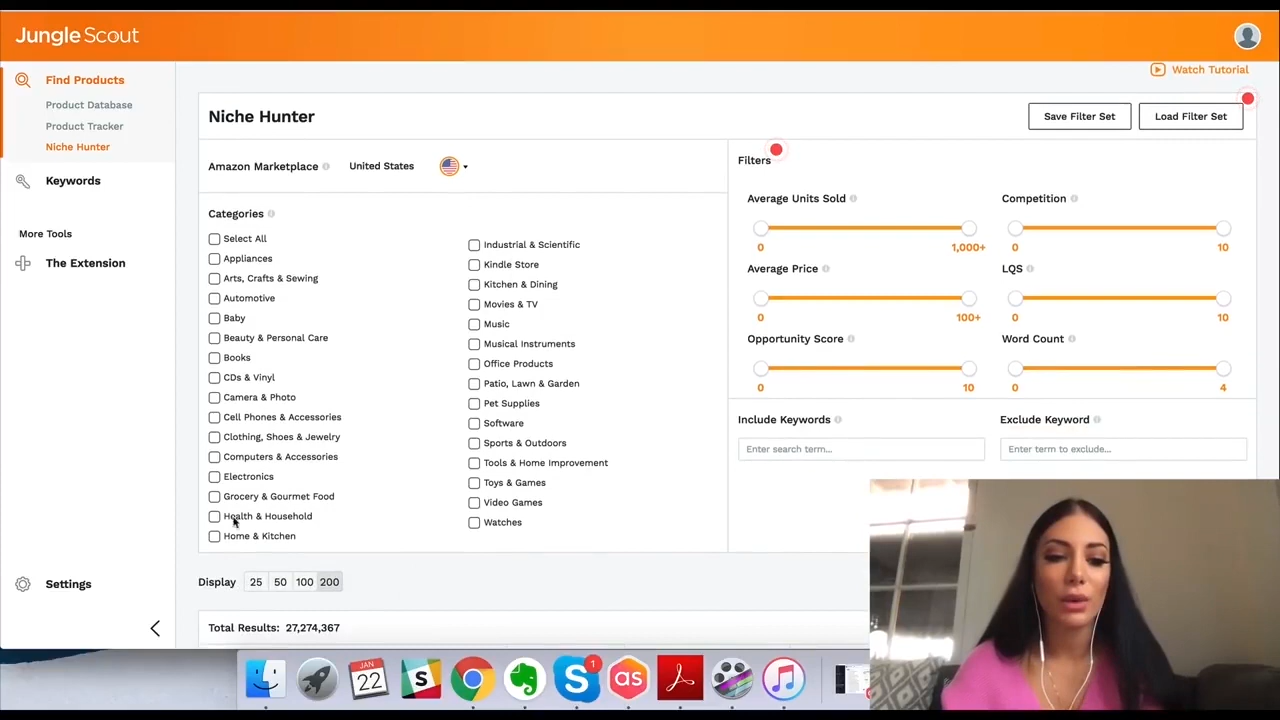 Jungle Scout
Find Products
Product Database
Product Tracker
Niche Hunter
Keywords
More Tools
The Extension
Settings
Watch Tutorial
Niche Hunter
Save Filter Set
Load Filter Set
Amazon Marketplace
United States
Categories
Select All
Appliances
Arts, Crafts & Sewing
Automotive
Baby
Beauty & Personal Care
Books
CDs & Vinyl
Camera & Photo
Cell Phones & Accessories
Clothing, Shoes & Jewelry
Computers & Accessories
Electronics
Grocery & Gourmet Food
Health & Household
Home & Kitchen
Industrial & Scientific
Kindle Store
Kitchen & Dining
Movies & TV
Music
Musical Instruments
Office Products
Patio, Lawn & Garden
Pet Supplies
Software
Sports & Outdoors
Tools & Home Improvement
Toys & Games
Video Games
Watches
Filters
Average Units Sold
0 1,000+
Competition
0 10
Average Price
0 100+
LQS
0 10
Opportunity Score
0 10
Word Count
0 4
Include Keywords
Enter search term...
Exclude Keyword
Enter term to exclude...
Display 25 50 100 200
Total Results: 27,274,367
JAN
22
S
1
as